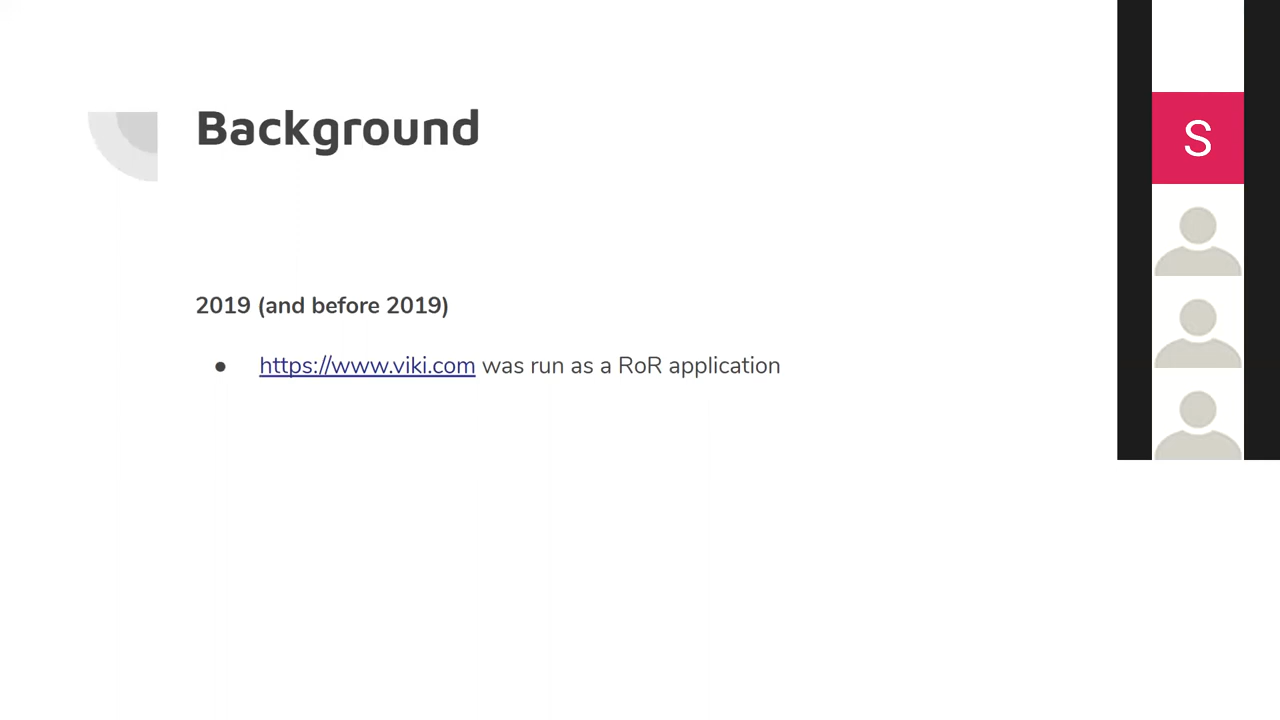 Background
S
2019 (and before 2019)
● https://www.viki.com was run as a RoR application